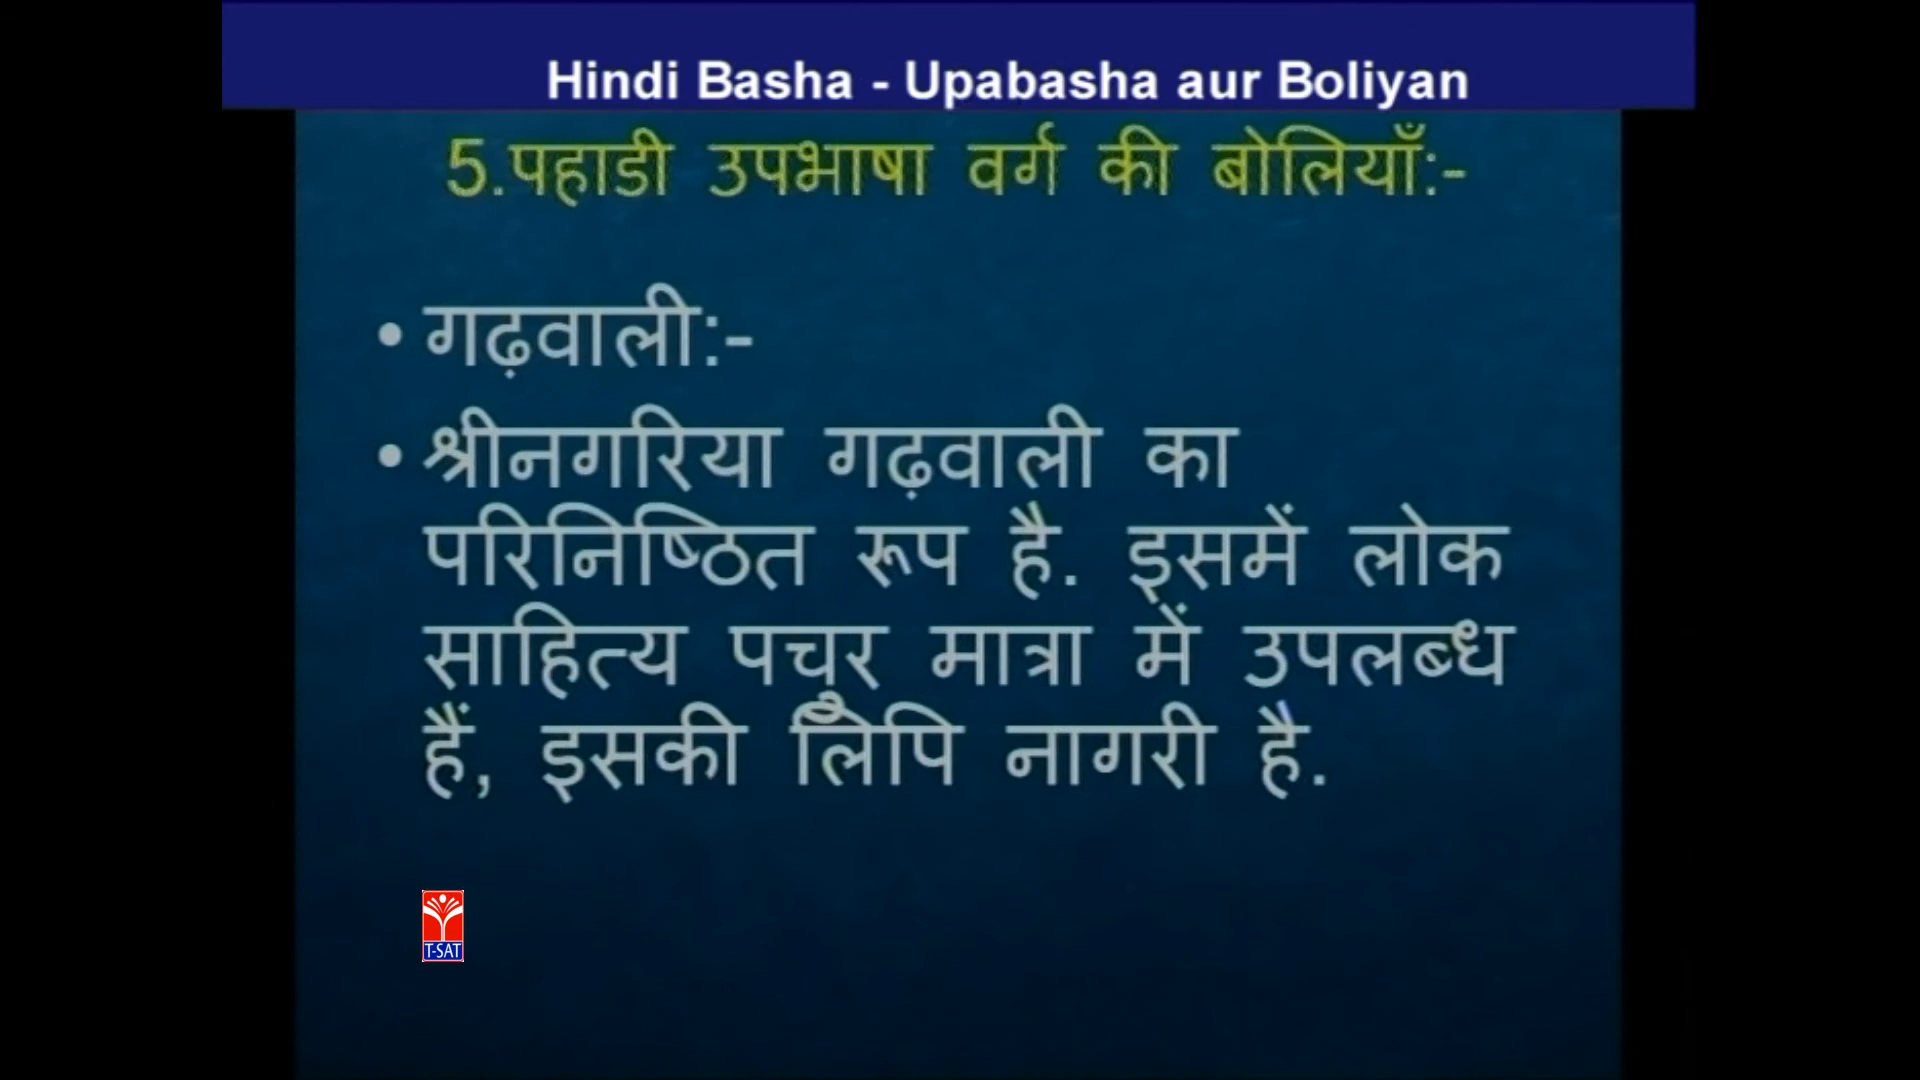 Hindi Basha - Upabasha aur Boliyan
5.पहाडी उपभाषा वर्ग की बोलियाँ:-
• गढ़वाली:-
• श्रीनगरिया गढ़वाली का
परिनिष्ठित रूप है. इसमें लोक
साहित्य पचुर मात्रा में उपलब्ध
हैं, इसकी लिपि नागरी है.
T-SAT